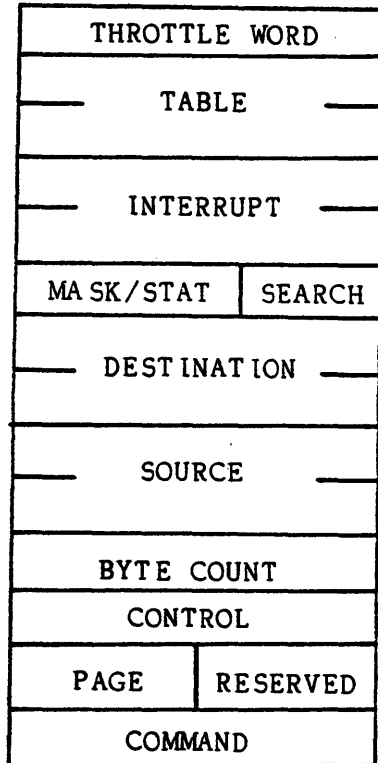 THROTTLE WORD
TABLE
INTERRUPT
MASK/STAT SEARCH
DESTINATION
SOURCE
BYTE COUNT
CONTROL
PAGE RESERVED
COMMAND